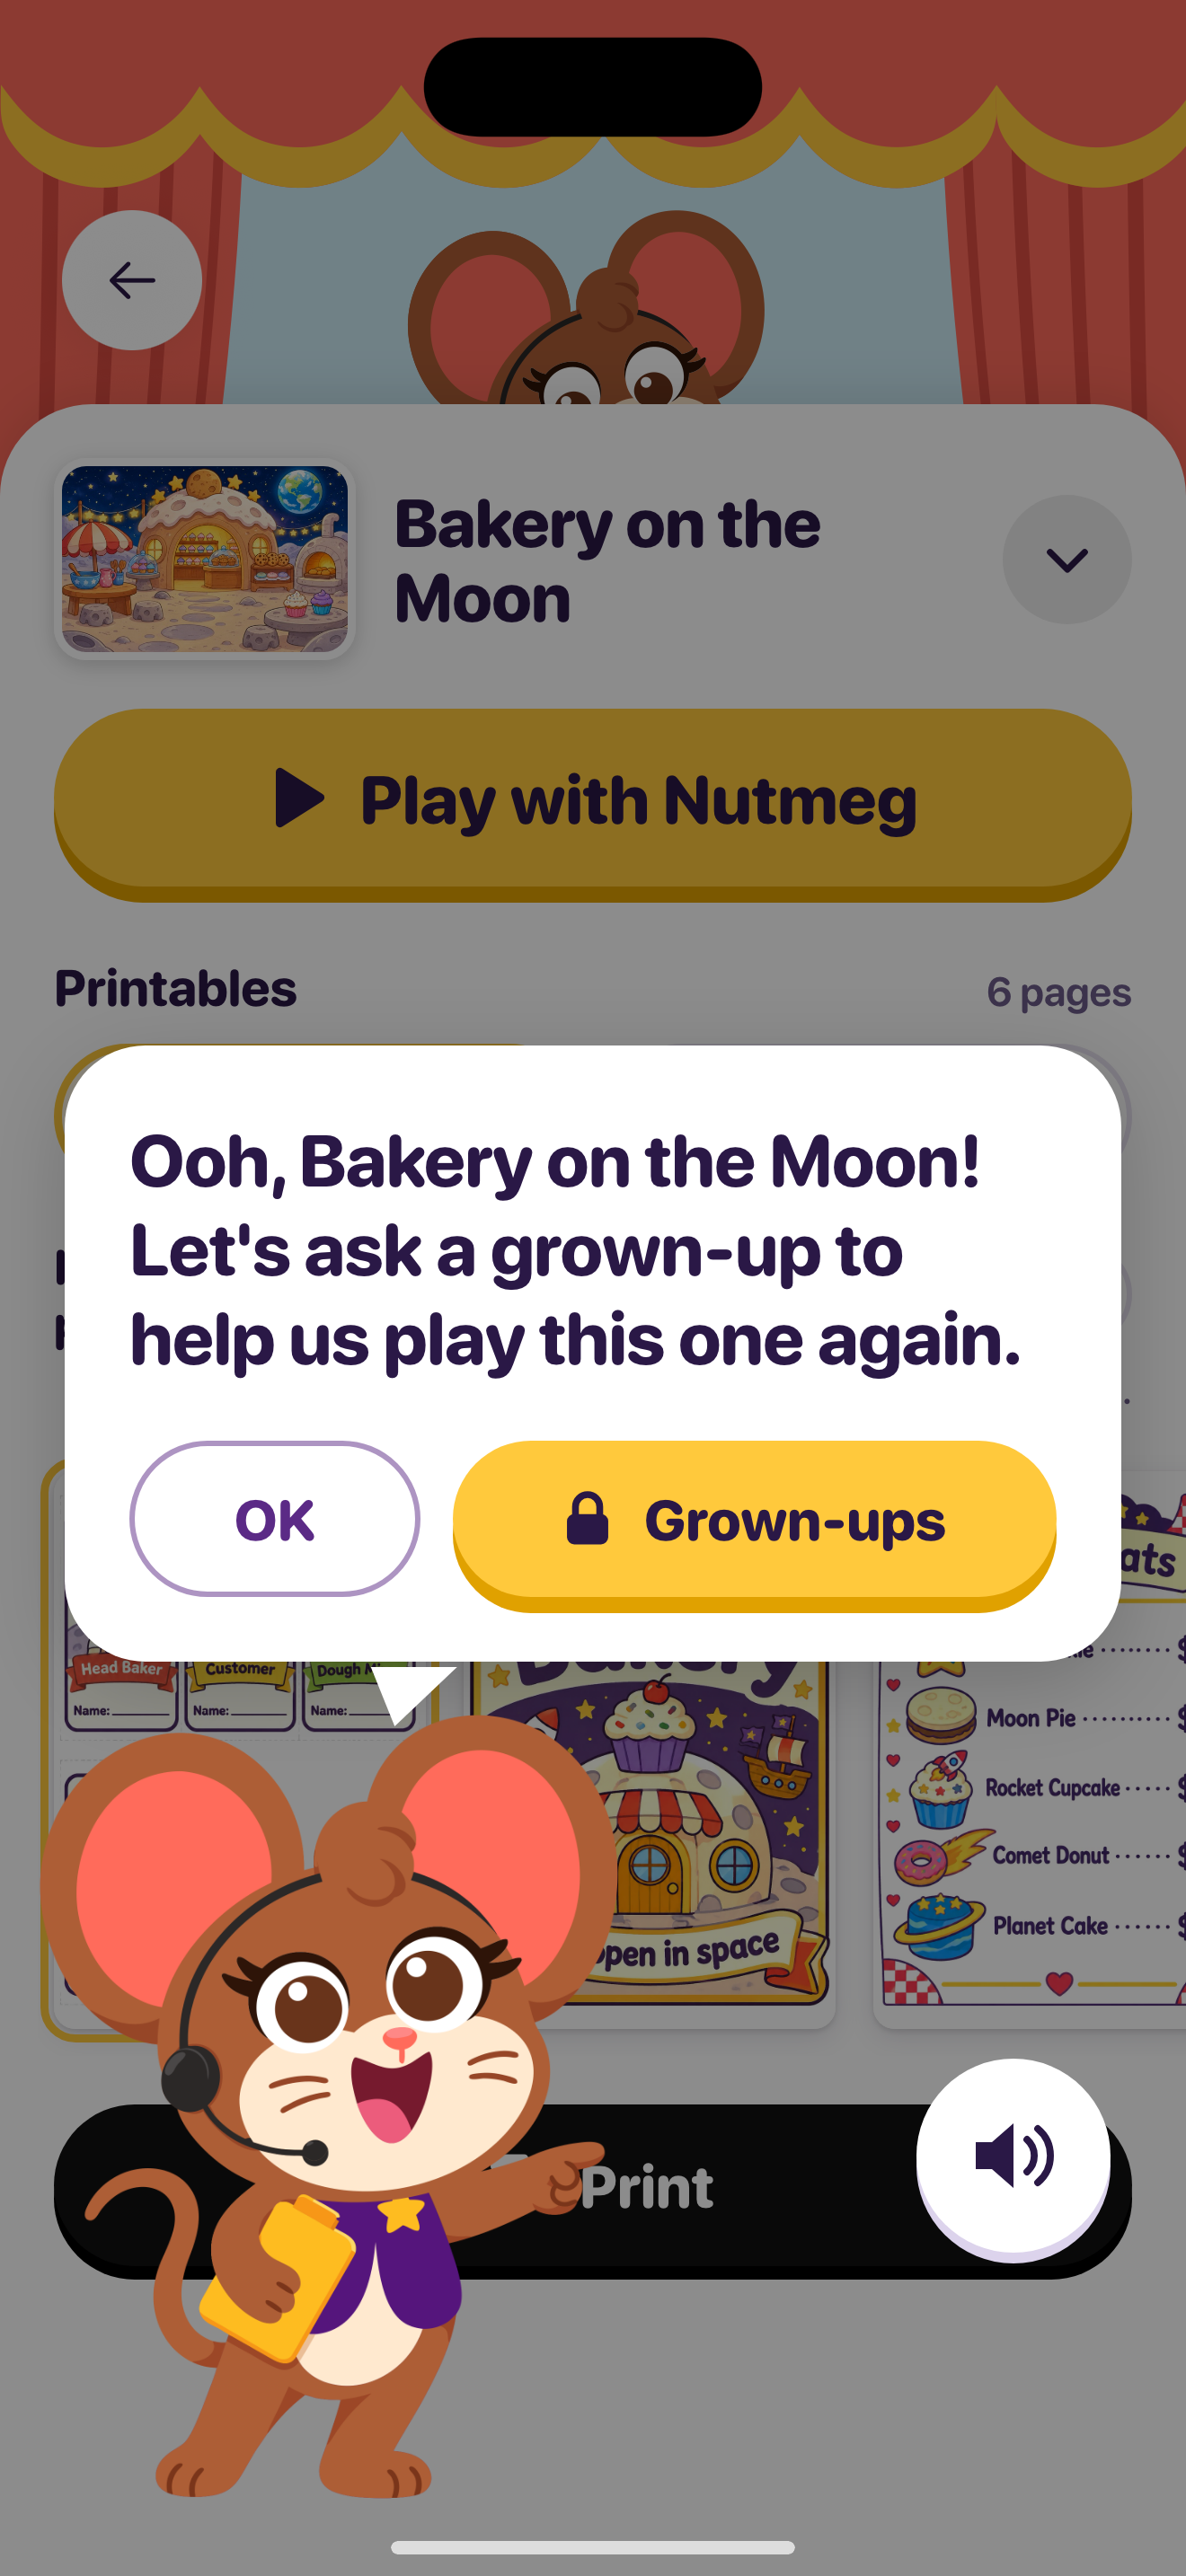 Bakery on the
Moon
Play with Nutmeg
Printables
6 pages
Ooh, Bakery on the Moon!
Let's ask a grown-up to
help us play this one again.
OK
Grown-ups
Head Baker
Customer
Name:
Name:
Name:
Bakery
pen in space
Moon Pie
Rocket Cupcake
Comet Donut
Planet Cake
Print